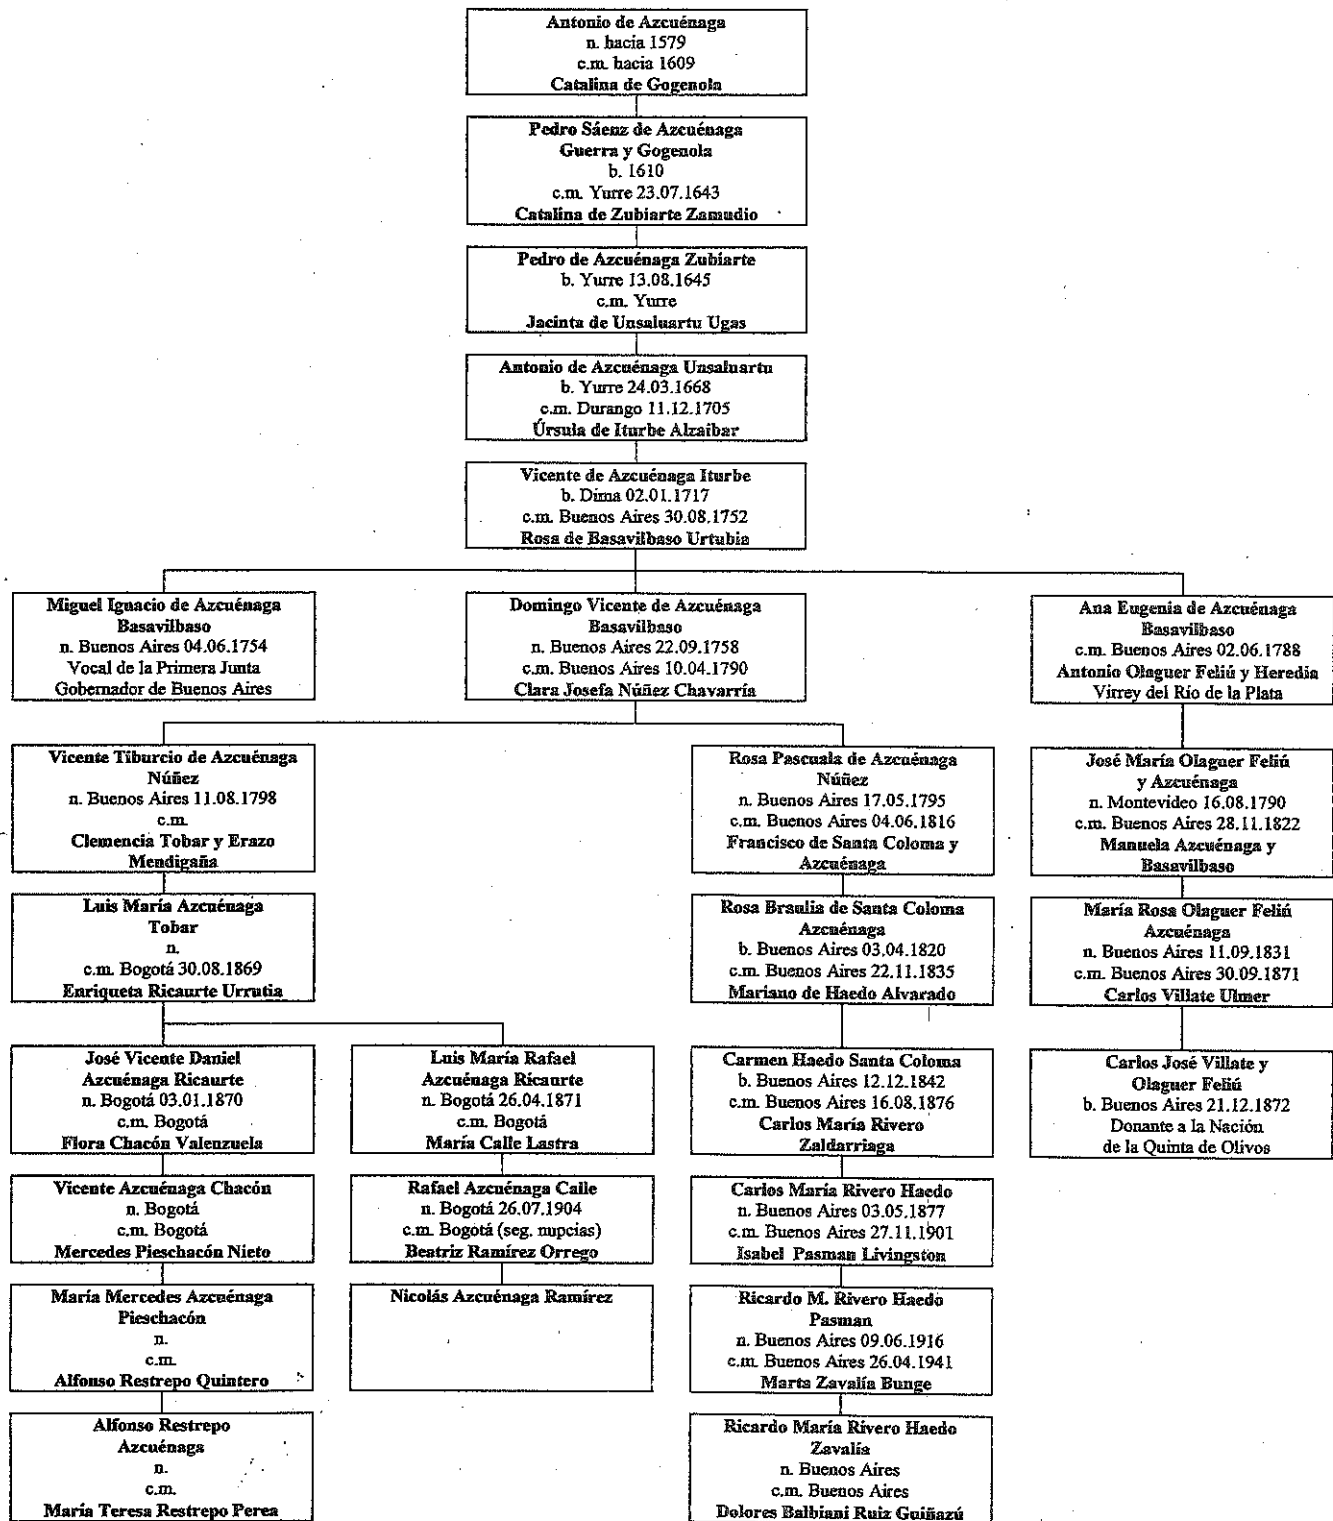 Antonio de Azcuénaga
n. hacía 1579
c.m. hacia 1609
Catalina de Gogenola
Pedro Sáenz de Azcuénaga
Guerra y Gogenola
b. 1610
c.m. Yurre 23.07.1643
Catalina de Zubiarte Zamudio
Pedro de Azcuénaga Zubiarte
b. Yurre 13.08.1645
c.m. Yurre
Jacinta de Unsaluartu Ugas
Antonio de Azcuénaga Unsaluartu
b. Yurre 24.03.1668
c.m. Durango 11.12.1705
Úrsula de Iturbe Alzaibar
Vicente de Azcuénaga Iturbe
b. Dima 02.01.1717
c.m. Buenos Aires 30.08.1752
Rosa de Basavilbaso Urtubia
Miguel Ignacio de Azcuénaga
Basavilbaso
n. Buenos Aires 04.06.1754
Vocal de la Primera Junta
Gobernador de Buenos Aires
Domingo Vicente de Azcuénaga
Basavilbaso
n. Buenos Aires 22.09.1758
c.m. Buenos Aires 10.04.1790
Clara Josefa Núñez Chavarría
Ana Eugenia de Azcuénaga
Basavilbaso
c.m. Buenos Aires 02.06.1788
Antonio Olaguer Feliú y Heredia
Virrey del Río de la Plata
Vicente Tiburcio de Azcuénaga
Núñez
n. Buenos Aires 11.08.1798
c.m.
Clemencia Tobar y Erazo
Mendigaña
Rosa Pascuala de Azcuénaga
Núñez
n. Buenos Aires 17.05.1795
c.m. Buenos Aires 04.06.1816
Francisco de Santa Coloma y
Azcuénaga
José María Olaguer Feliú
y Azcuénaga
n. Montevideo 16.08.1790
c.m. Buenos Aires 28.11.1822
Manuela Azcuénaga y
Basavilbaso
Luis María Azcuénaga
Tobar
n.
c.m. Bogotá 30.08.1869
Enriqueta Ricaurte Urrutia
Rosa Braulia de Santa Coloma
Azcuénaga
b. Buenos Aires 03.04.1820
c.m. Buenos Aires 22.11.1835
Mariano de Haedo Alvarado
María Rosa Olaguer Feliú
Azcuénaga
n. Buenos Aires 11.09.1831
c.m. Buenos Aires 30.09.1871
Carlos Villate Ulmer
José Vicente Daniel
Azcuénaga Ricaurte
n. Bogotá 03.01.1870
c.m. Bogotá
Flora Chacón Valenzuela
Luis María Rafael
Azcuénaga Ricaurte
n. Bogotá 26.04.1871
c.m. Bogotá
María Calle Lastra
Carmen Haedo Santa Coloma
b. Buenos Aires 12.12.1842
c.m. Buenos Aires 16.08.1876
Carlos María Rivero
Zaldarriaga
Carlos José Villate y
Olaguer Feliú
b. Buenos Aires 21.12.1872
Donante a la Nación
de la Quinta de Olivos
Vicente Azcuénaga Chacón
n. Bogotá
c.m. Bogotá
Mercedes Pieschacón Nieto
Rafael Azcuénaga Calle
n. Bogotá 26.07.1904
c.m. Bogotá (seg. nupcias)
Beatriz Ramírez Orrego
Carlos María Rivero Haedo
n. Buenos Aires 03.05.1877
c.m. Buenos Aires 27.11.1901
Isabel Pasman Livingston
María Mercedes Azcuénaga
Pieschacón
n.
c.m.
Alfonso Restrepo Quintero
Nicolás Azcuénaga Ramírez
Ricardo M. Rivero Haedo
Pasman
n. Buenos Aires 09.06.1916
c.m. Buenos Aires 26.04.1941
Marta Zavalía Bunge
Alfonso Restrepo
Azcuénaga
n.
c.m.
María Teresa Restrepo Perea
Ricardo María Rivero Haedo
Zavalía
n. Buenos Aires
c.m. Buenos Aires
Dolores Balbiani Ruiz Guiñazú